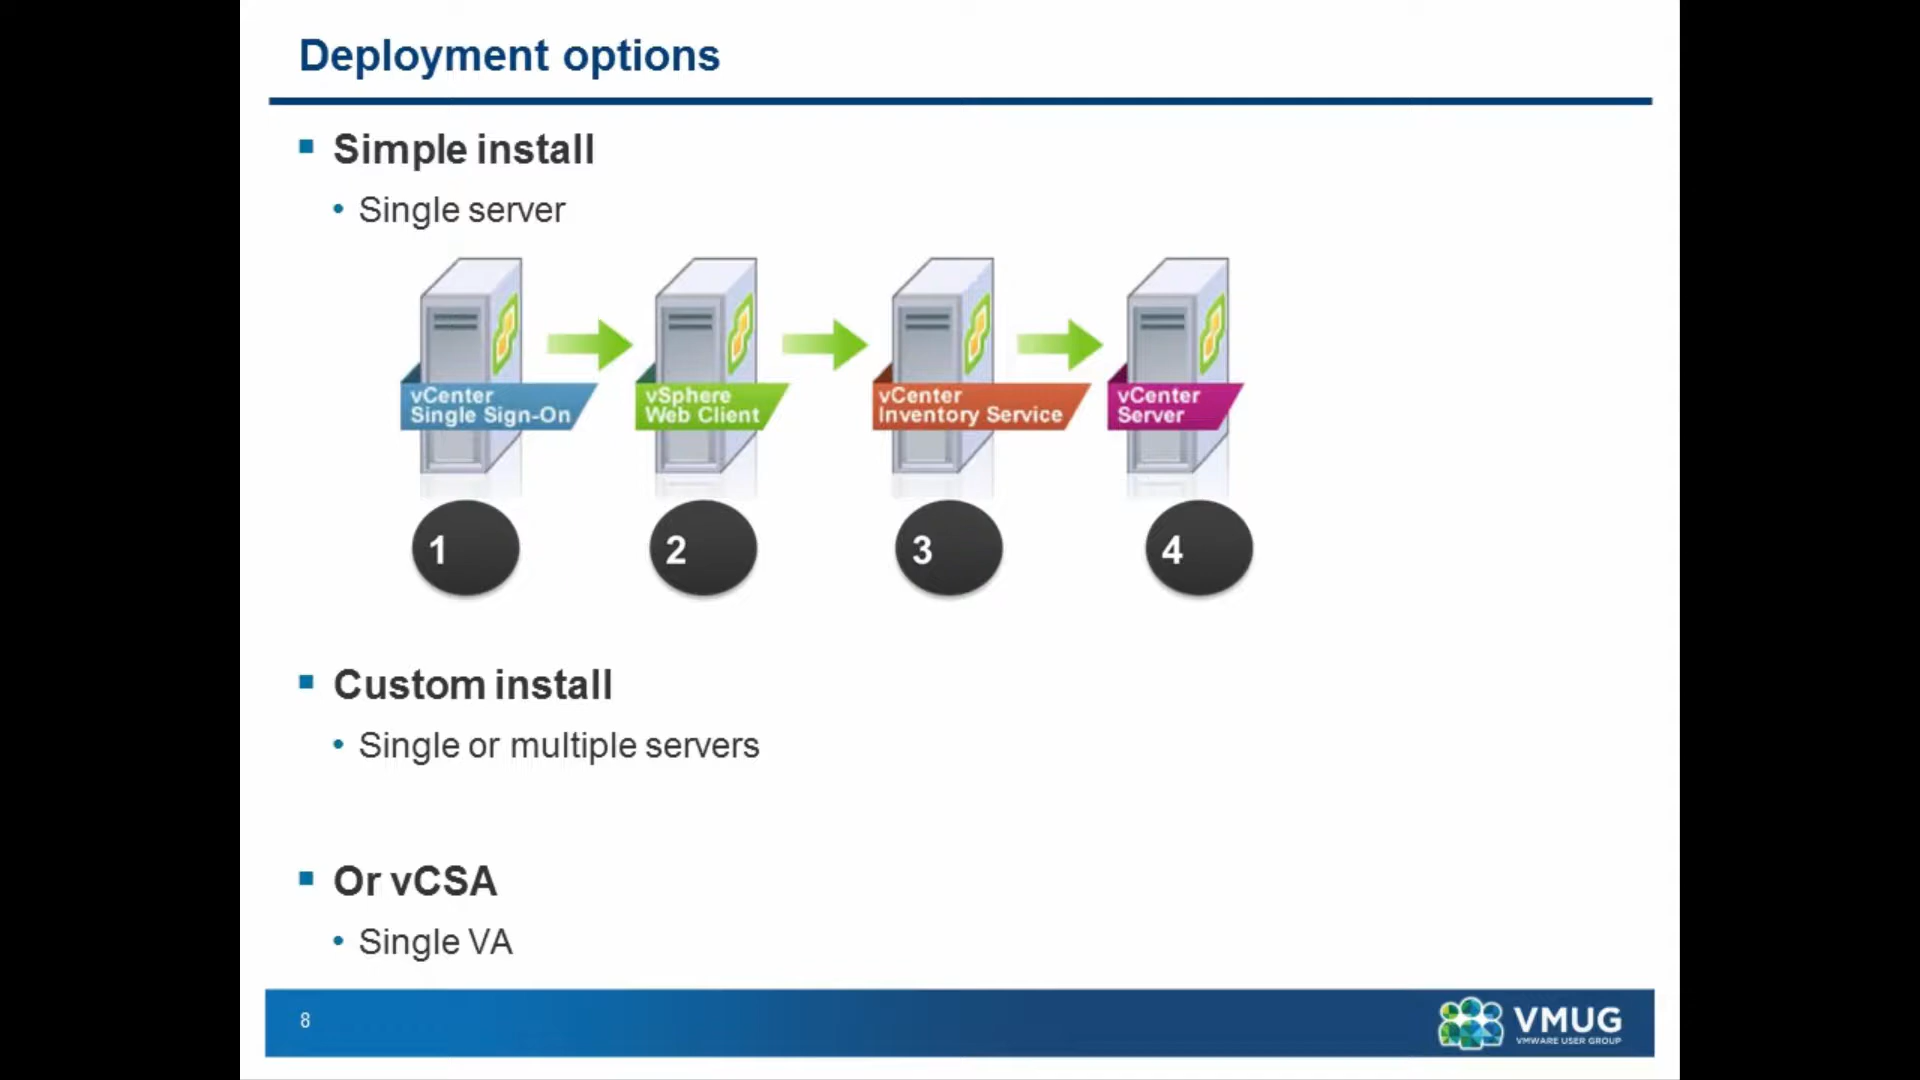 Deployment options
Simple install
Single server
vCenter
Single Sign-On
vSphere
Web Client
vCenter
Inventory Service
vCenter
Server
1
2
3
4
Custom install
Single or multiple servers
Or vCSA
Single VA
8
VMUG
VMWARE USER GROUP